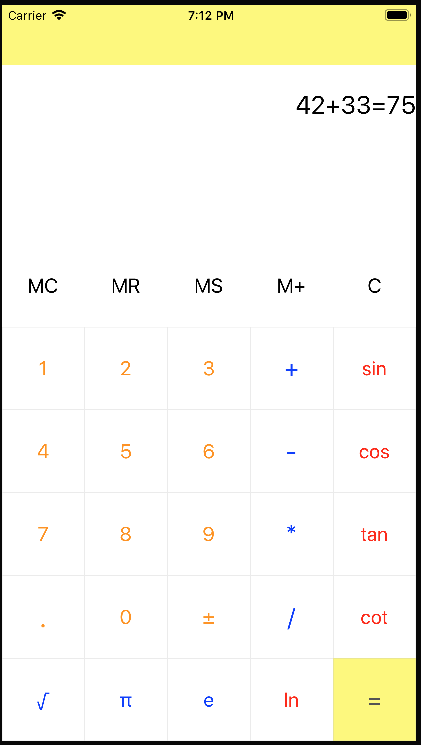 Carrier 7:12 PM
42+33=75
MC MR MS M+ C
1 2 3 + sin
4 5 6 - cos
7 8 9 * tan
. 0 ± / cot
√ π e ln =